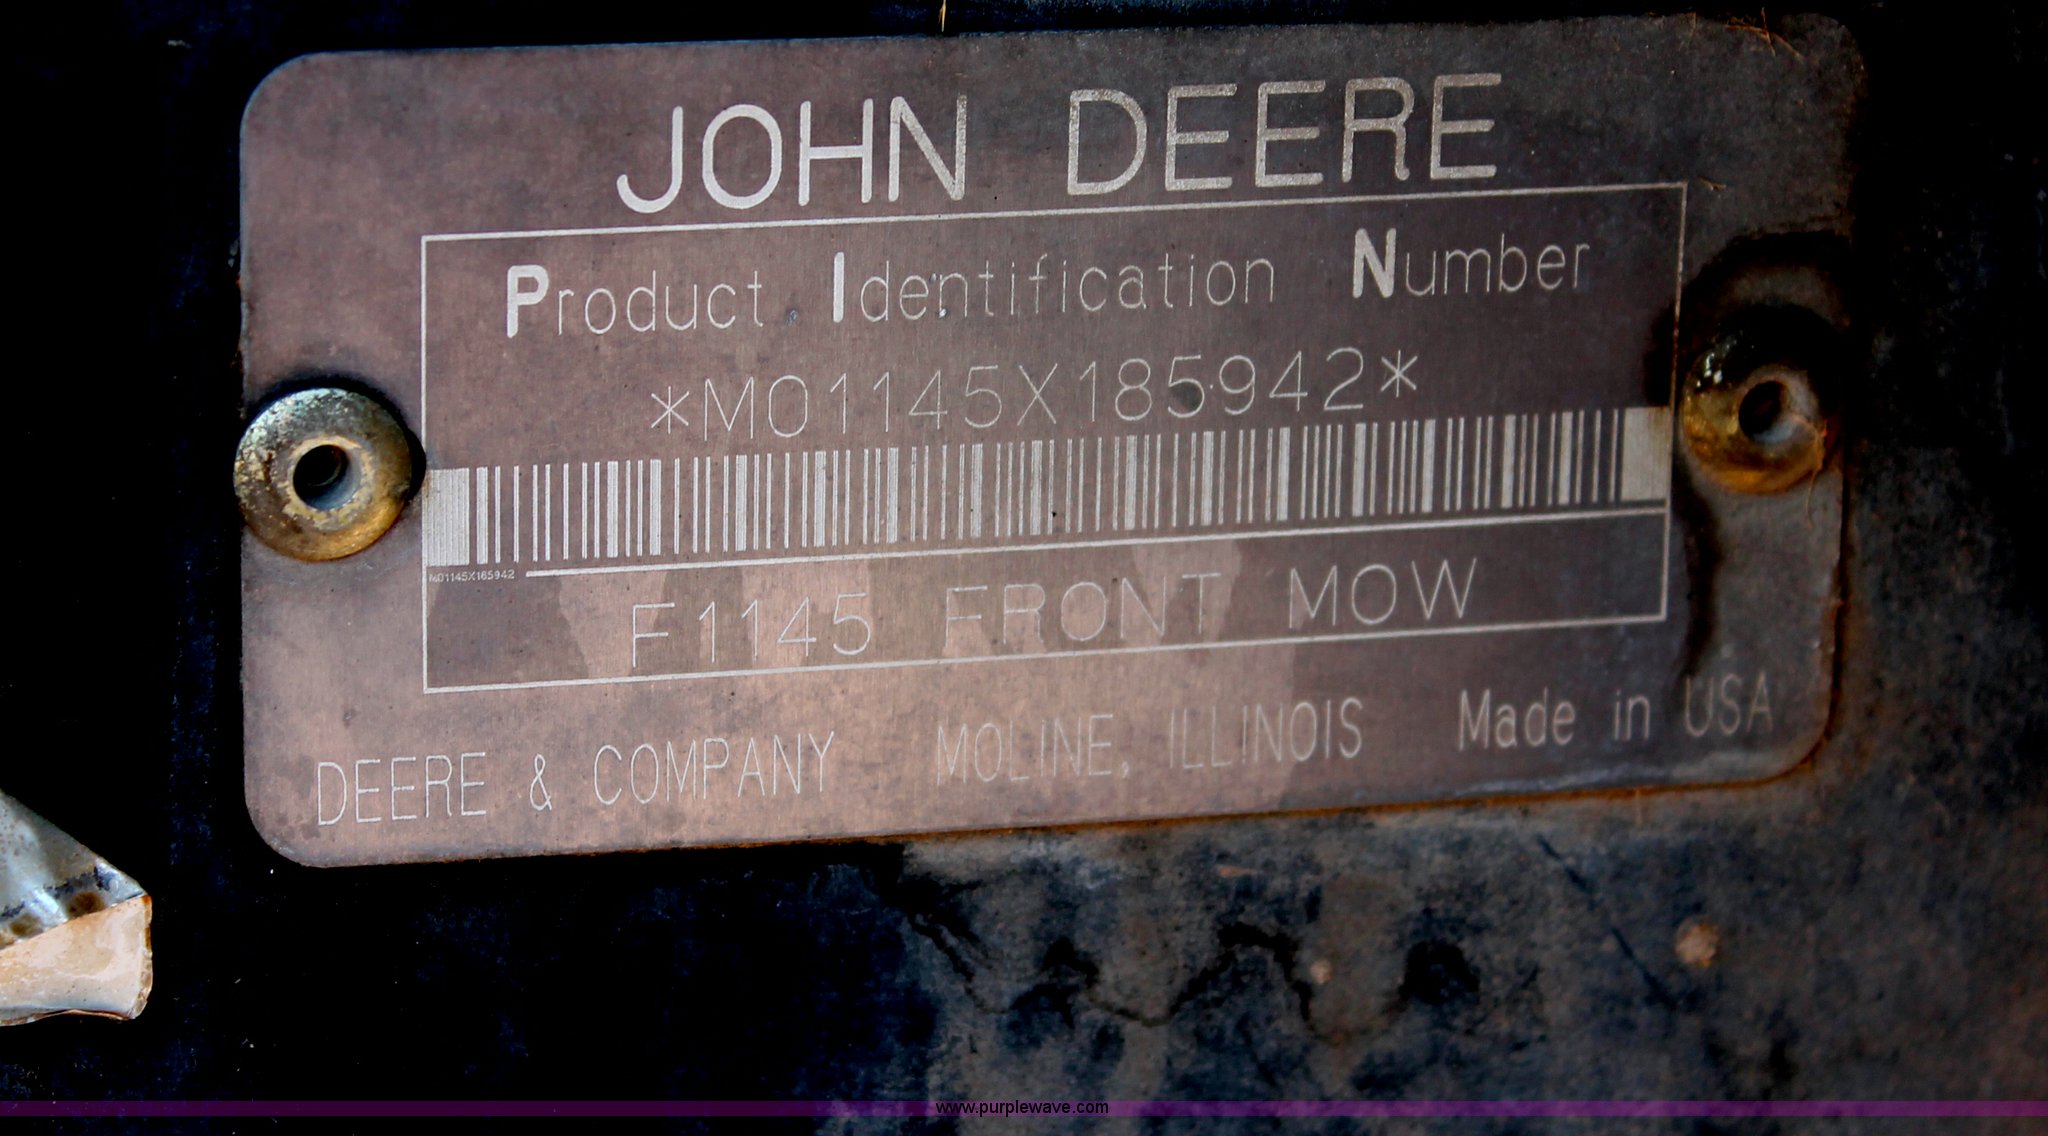 JOHN DEERE
Product Identification Number
*M01145X185942*
M01145X185942
F1145 FRONT MOW
DEERE & COMPANY MOLINE, ILLINOIS Made in USA
www.purplewave.com